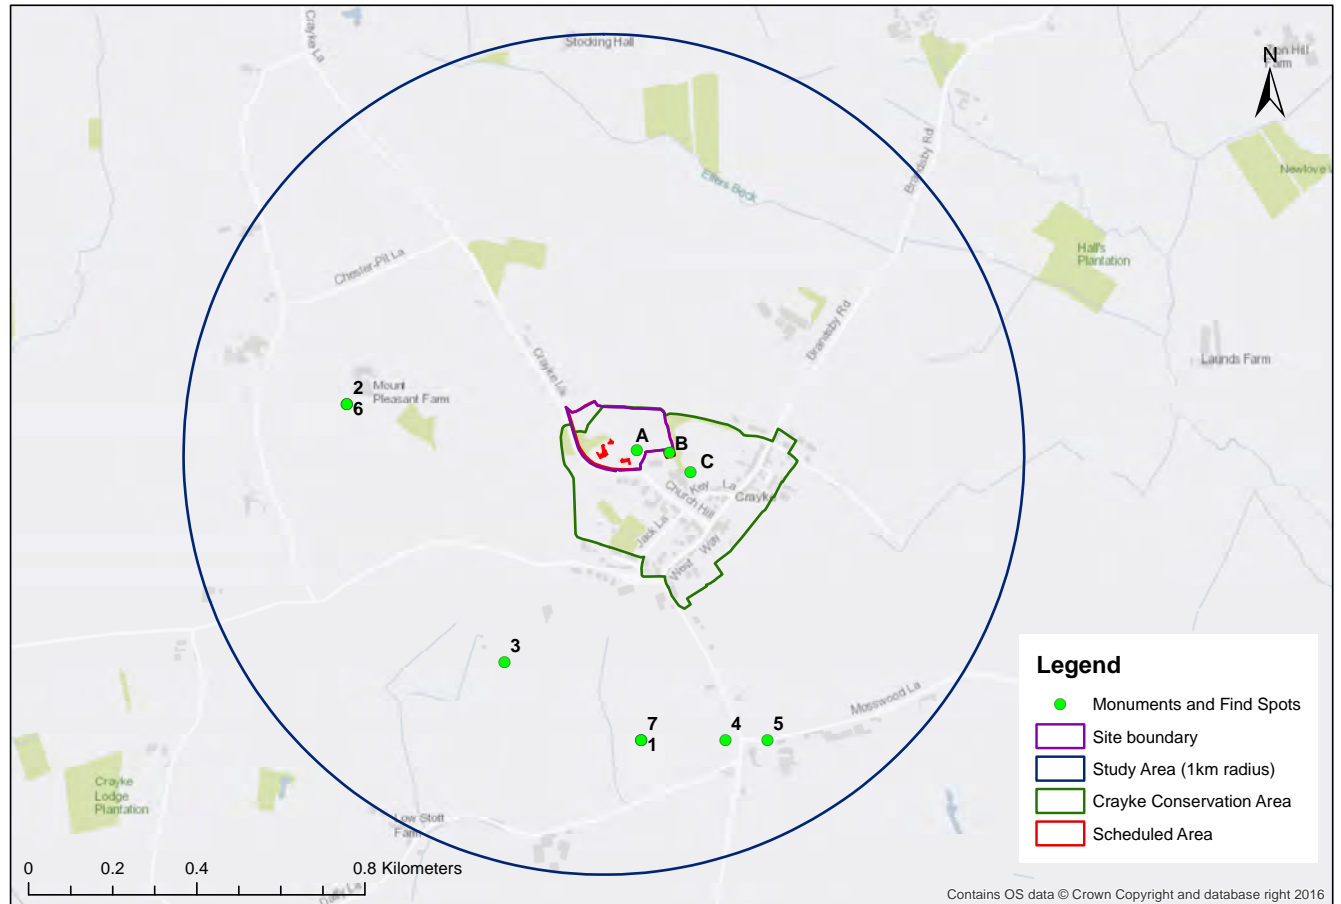 Crayke La
Stocking Hall
N
Farm
Brandsby Rd
Elfers Beck
Hall's
Plantation
Chester-Pit La
Brandsby Rd
Launds Farm
Crayke La
2
6
Mount
Pleasant Farm
A
B
C
Key La
Church Hill
Crayke
Jack La
West Way
3
7
1
4
5
Mosswood La
Crayke
Lodge
Plantation
Low Stott
Farm
Legend
Monuments and Find Spots
Site boundary
Study Area (1km radius)
Crayke Conservation Area
Scheduled Area
0 0.2 0.4 0.8 Kilometers
Contains OS data © Crown Copyright and database right 2016